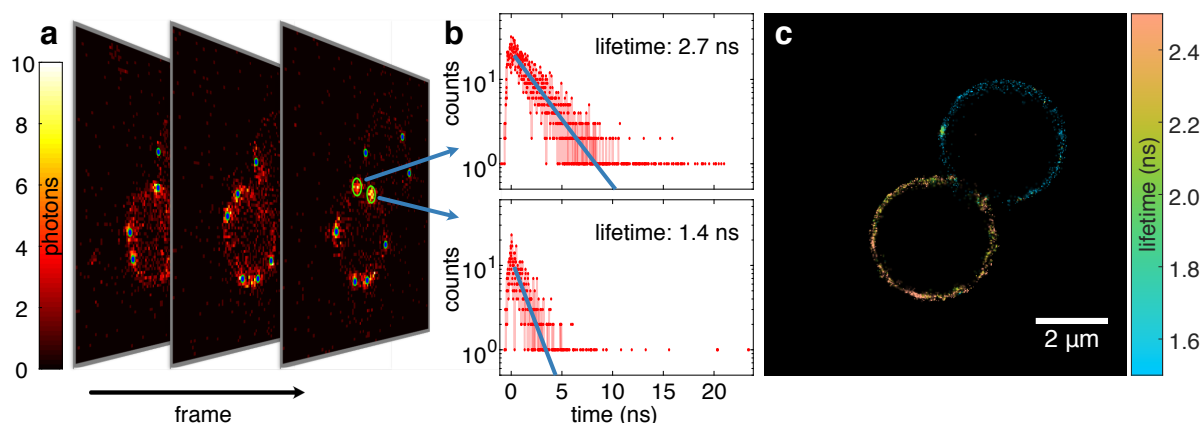 a
10
8
6
4
2
0
photons
frame
b
lifetime: 2.7 ns
counts
10¹
10⁰
lifetime: 1.4 ns
counts
10¹
10⁰
0 5 10 15 20
time (ns)
c
2 µm
2.4
2.2
2
1.8
1.6
lifetime (ns)